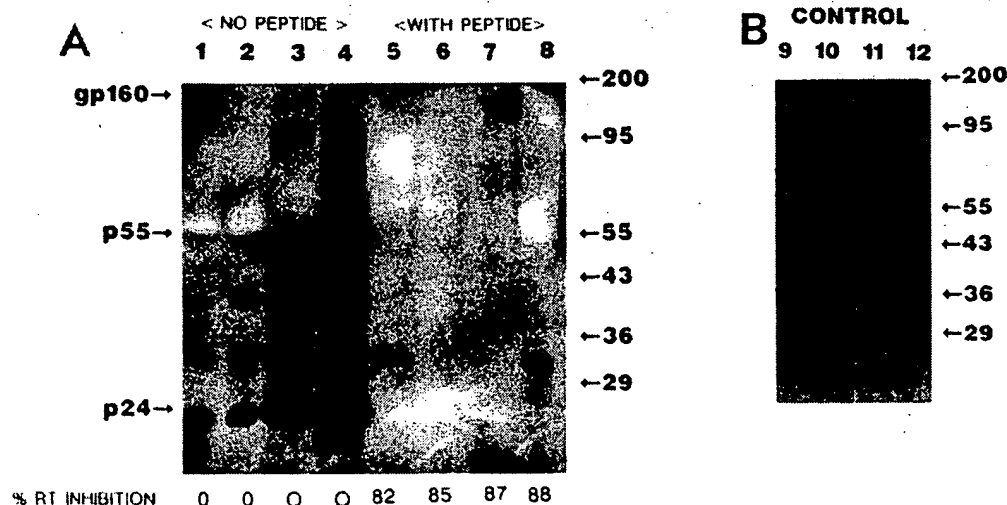 A
< NO PEPTIDE > <WITH PEPTIDE>
1 2 3 4 5 6 7 8
gp160→
p55→
p24→
←200
←95
←55
←43
←36
←29
% RT INHIBITION 0 0 O O 82 85 87 88
B
CONTROL
9 10 11 12
←200
←95
←55
←43
←36
←29